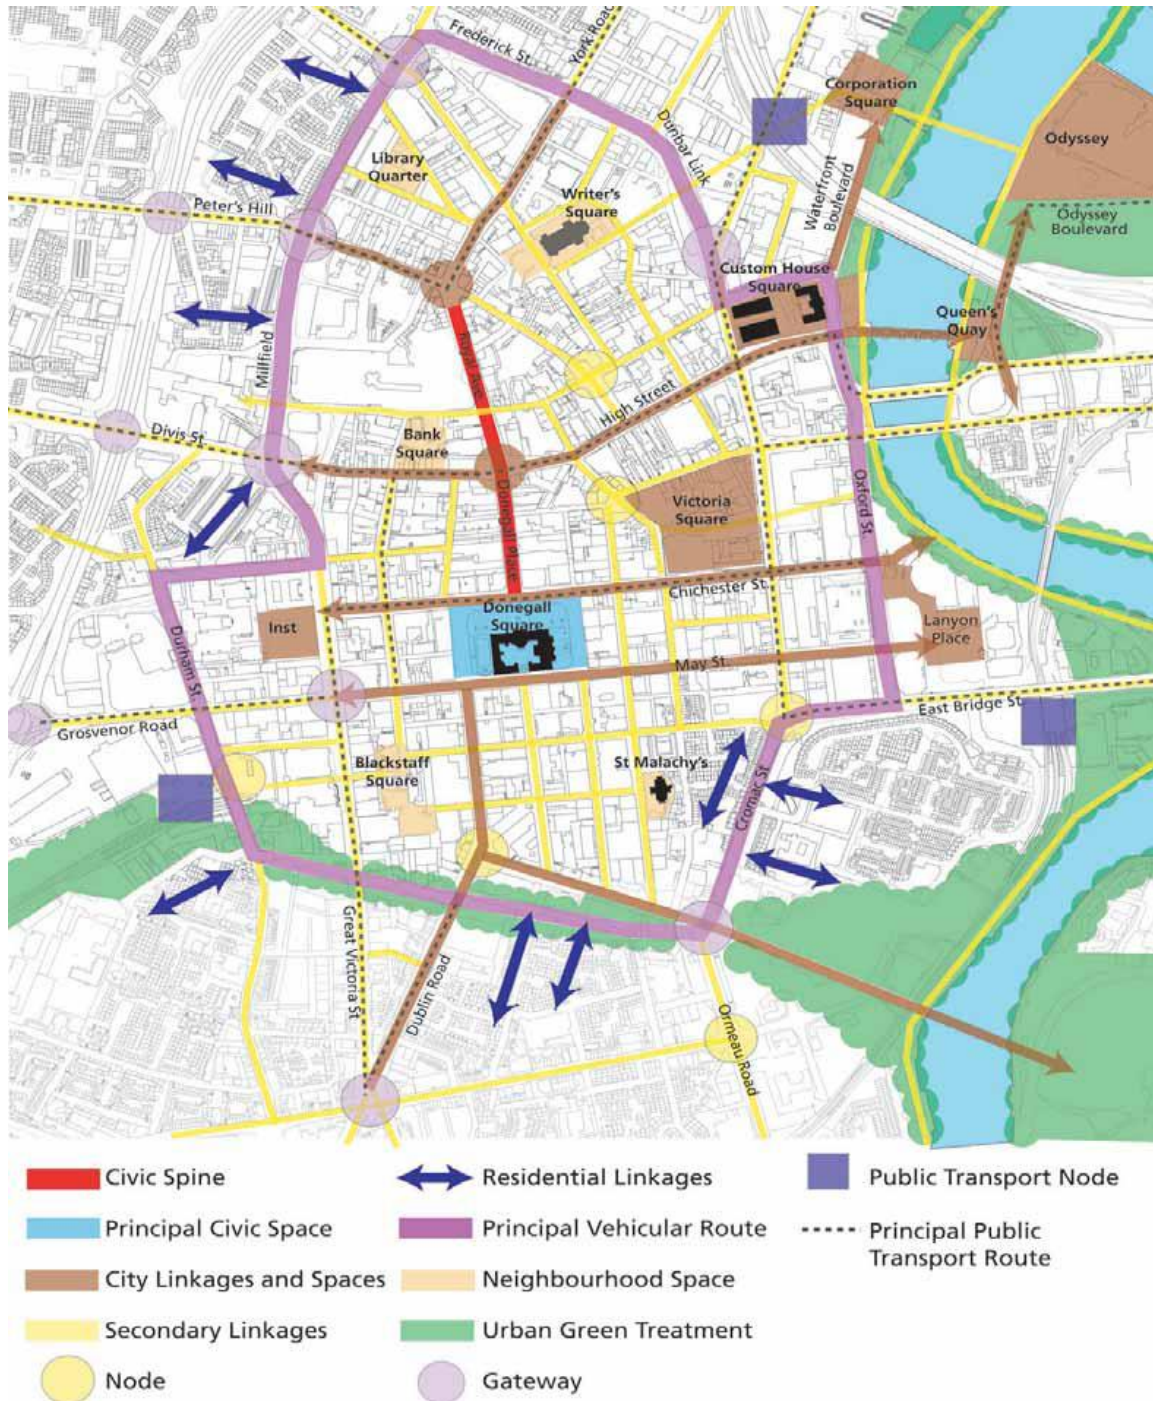 Frederick St.
York Road
Corporation
Square
Odyssey
Dunbar Link
Library
Quarter
Writer's
Square
Waterfront
Boulevard
Peter's Hill
Odyssey
Boulevard
Custom House
Square
Queen's
Quay
Royal Ave
Millfield
High Street
Divis St.
Bank
Square
Donegall Place
Victoria
Square
Oxford St.
Chichester St.
Donegall
Square
Inst
Lanyon
Place
Durham St.
May St.
Grosvenor Road
East Bridge St.
Blackstaff
Square
St Malachy's
Cromac St
Great Victoria St
Dublin Road
Ormeau Road
Civic Spine
Residential Linkages
Public Transport Node
Principal Civic Space
Principal Vehicular Route
Principal Public
Transport Route
City Linkages and Spaces
Neighbourhood Space
Secondary Linkages
Urban Green Treatment
Node
Gateway